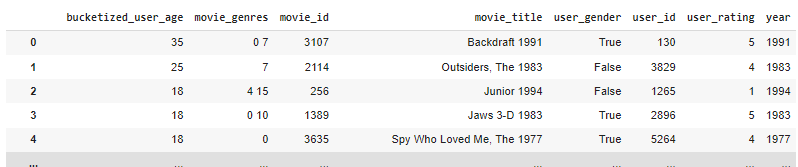 bucketized_user_age movie_genres movie_id movie_title user_gender user_id user_rating year
0 35 0 7 3107 Backdraft 1991 True 130 5 1991
1 25 7 2114 Outsiders, The 1983 False 3829 4 1983
2 18 4 15 256 Junior 1994 False 1265 1 1994
3 18 0 10 1389 Jaws 3-D 1983 True 2896 5 1983
4 18 0 3635 Spy Who Loved Me, The 1977 True 5264 4 1977
... ... ... ... ... ... ... ... ...